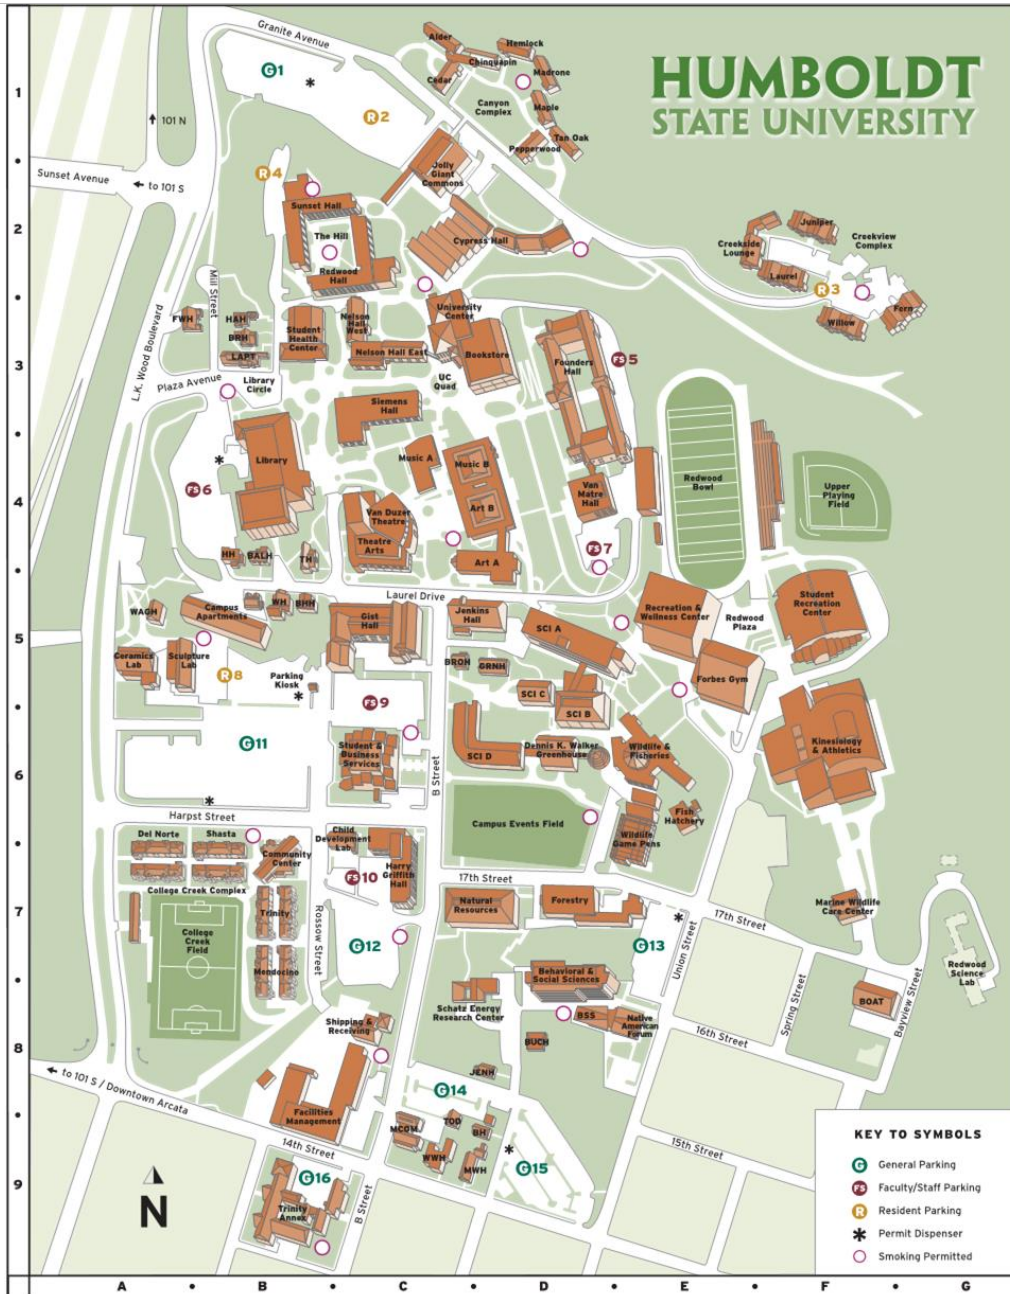 HUMBOLDT
STATE UNIVERSITY
1
2
3
4
5
6
7
8
9
Granite Avenue
G1
R2
R4
101 N
Sunset Avenue
to 101 S
Alder
Hemlock
Chinquapin
Cedar
Madrone
Canyon
Complex
Maple
Tan Oak
Pepperwood
Jolly
Giant
Commons
Sunset Hall
The Hill
Redwood
Hall
Cypress Hall
Juniper
Creekside
Lounge
Creekview
Complex
Laurel
R3
Willow
Fern
Mill Street
L.K. Wood Boulevard
FWH
HAH
BRH
LAPT
Student
Health
Center
Nelson
Hall
West
Nelson Hall East
University
Center
Bookstore
UC
Quad
Founders
Hall
FS5
Plaza Avenue
Library
Circle
Siemens
Hall
Library
Music A
Music B
Art B
Art A
Van
Matre
Hall
Redwood
Bowl
Upper
Playing
Field
FS6
Van Duzer
Theatre
Theatre
Arts
FS7
HH
BALH
TH
Laurel Drive
WAGH
Campus
Apartments
WH
BHH
Gist
Hall
Jenkins
Hall
SCI A
Recreation &
Wellness Center
Redwood
Plaza
Student
Recreation
Center
Ceramics
Lab
Sculpture
Lab
R8
Parking
Kiosk
BROH
GRNH
SCI C
SCI B
Forbes Gym
FS9
G11
Student &
Business
Services
B Street
SCI D
Dennis K. Walker
Greenhouse
Wildlife &
Fisheries
Kinesiology
& Athletics
Harpst Street
Campus Events Field
Fish
Hatchery
Wildlife
Game Pens
Del Norte
Shasta
Community
Center
Child
Development
Lab
FS10
Harry
Griffith
Hall
College Creek Complex
17th Street
Natural
Resources
Forestry
Trinity
Rossow Street
College
Creek
Field
G12
G13
Union Street
17th Street
Marine Wildlife
Care Center
Mendocino
Behavioral &
Social Sciences
Schatz Energy
Research Center
BSS
Native
American
Forum
Spring Street
BOAT
Bayview Street
Redwood
Science
Lab
Shipping &
Receiving
BUCH
16th Street
to 101 S / Downtown Arcata
JENH
G14
Facilities
Management
MCOM
TOD
BH
WWH
MWH
G15
15th Street
14th Street
G16
Trinity
Annex
B Street
N
KEY TO SYMBOLS
G General Parking
FS Faculty/Staff Parking
R Resident Parking
* Permit Dispenser
Smoking Permitted
A • B • C • D • E • F • G